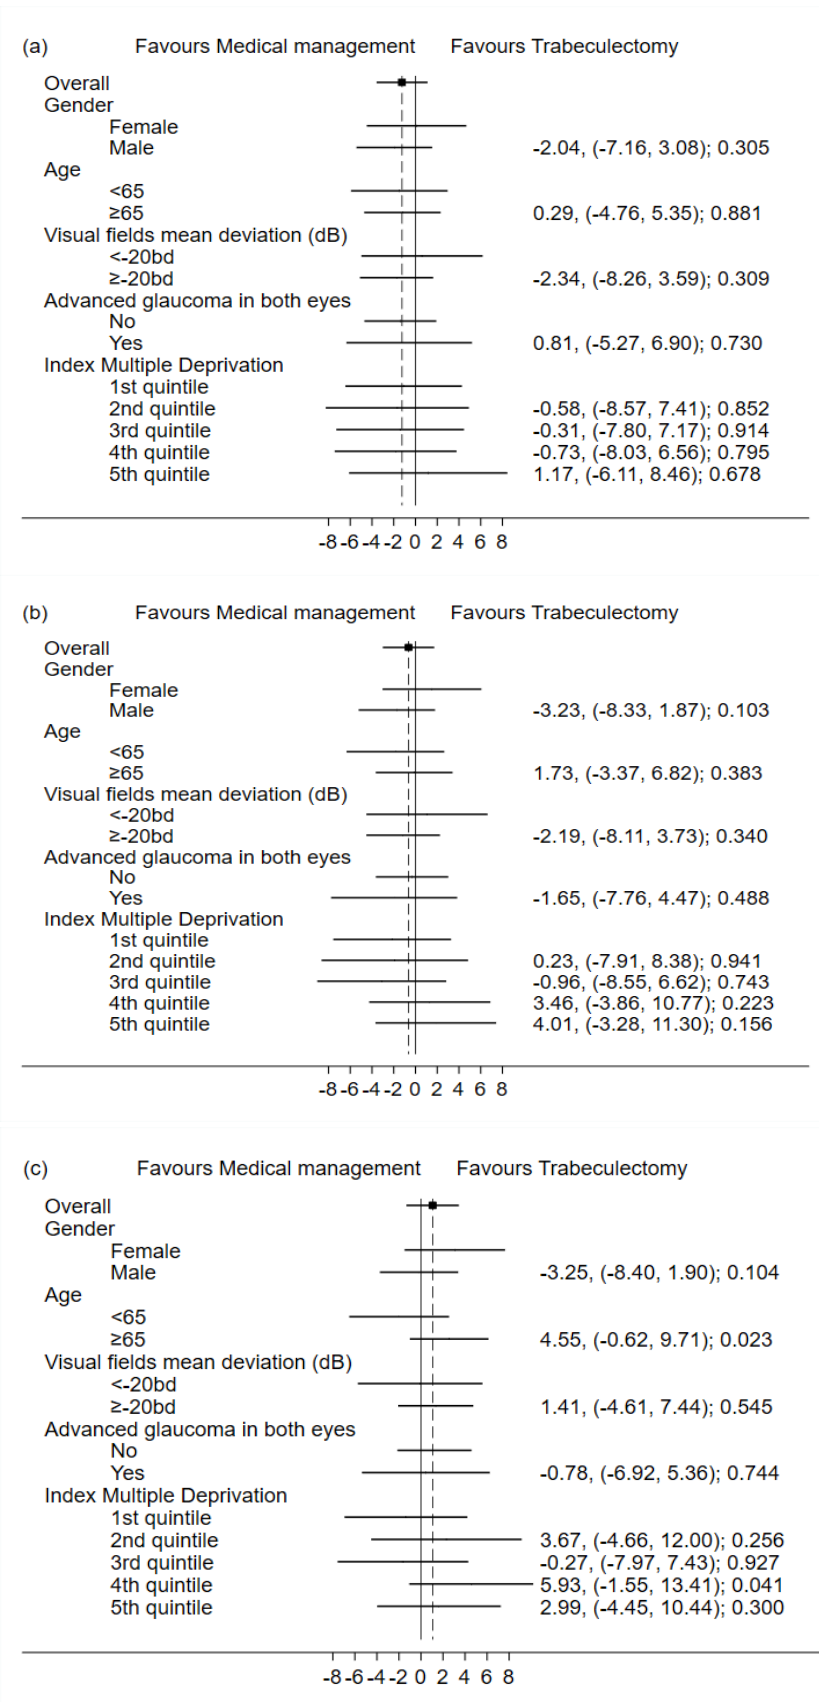 (a) Favours Medical management Favours Trabeculectomy
Overall
Gender
Female
Male -2.04, (-7.16, 3.08); 0.305
Age
<65
≥65 0.29, (-4.76, 5.35); 0.881
Visual fields mean deviation (dB)
<-20bd
≥-20bd -2.34, (-8.26, 3.59); 0.309
Advanced glaucoma in both eyes
No
Yes 0.81, (-5.27, 6.90); 0.730
Index Multiple Deprivation
1st quintile
2nd quintile -0.58, (-8.57, 7.41); 0.852
3rd quintile -0.31, (-7.80, 7.17); 0.914
4th quintile -0.73, (-8.03, 6.56); 0.795
5th quintile 1.17, (-6.11, 8.46); 0.678
-8 -6 -4 -2 0 2 4 6 8
(b) Favours Medical management Favours Trabeculectomy
Overall
Gender
Female
Male -3.23, (-8.33, 1.87); 0.103
Age
<65
≥65 1.73, (-3.37, 6.82); 0.383
Visual fields mean deviation (dB)
<-20bd
≥-20bd -2.19, (-8.11, 3.73); 0.340
Advanced glaucoma in both eyes
No
Yes -1.65, (-7.76, 4.47); 0.488
Index Multiple Deprivation
1st quintile
2nd quintile 0.23, (-7.91, 8.38); 0.941
3rd quintile -0.96, (-8.55, 6.62); 0.743
4th quintile 3.46, (-3.86, 10.77); 0.223
5th quintile 4.01, (-3.28, 11.30); 0.156
-8 -6 -4 -2 0 2 4 6 8
(c) Favours Medical management Favours Trabeculectomy
Overall
Gender
Female
Male -3.25, (-8.40, 1.90); 0.104
Age
<65
≥65 4.55, (-0.62, 9.71); 0.023
Visual fields mean deviation (dB)
<-20bd
≥-20bd 1.41, (-4.61, 7.44); 0.545
Advanced glaucoma in both eyes
No
Yes -0.78, (-6.92, 5.36); 0.744
Index Multiple Deprivation
1st quintile
2nd quintile 3.67, (-4.66, 12.00); 0.256
3rd quintile -0.27, (-7.97, 7.43); 0.927
4th quintile 5.93, (-1.55, 13.41); 0.041
5th quintile 2.99, (-4.45, 10.44); 0.300
-8 -6 -4 -2 0 2 4 6 8